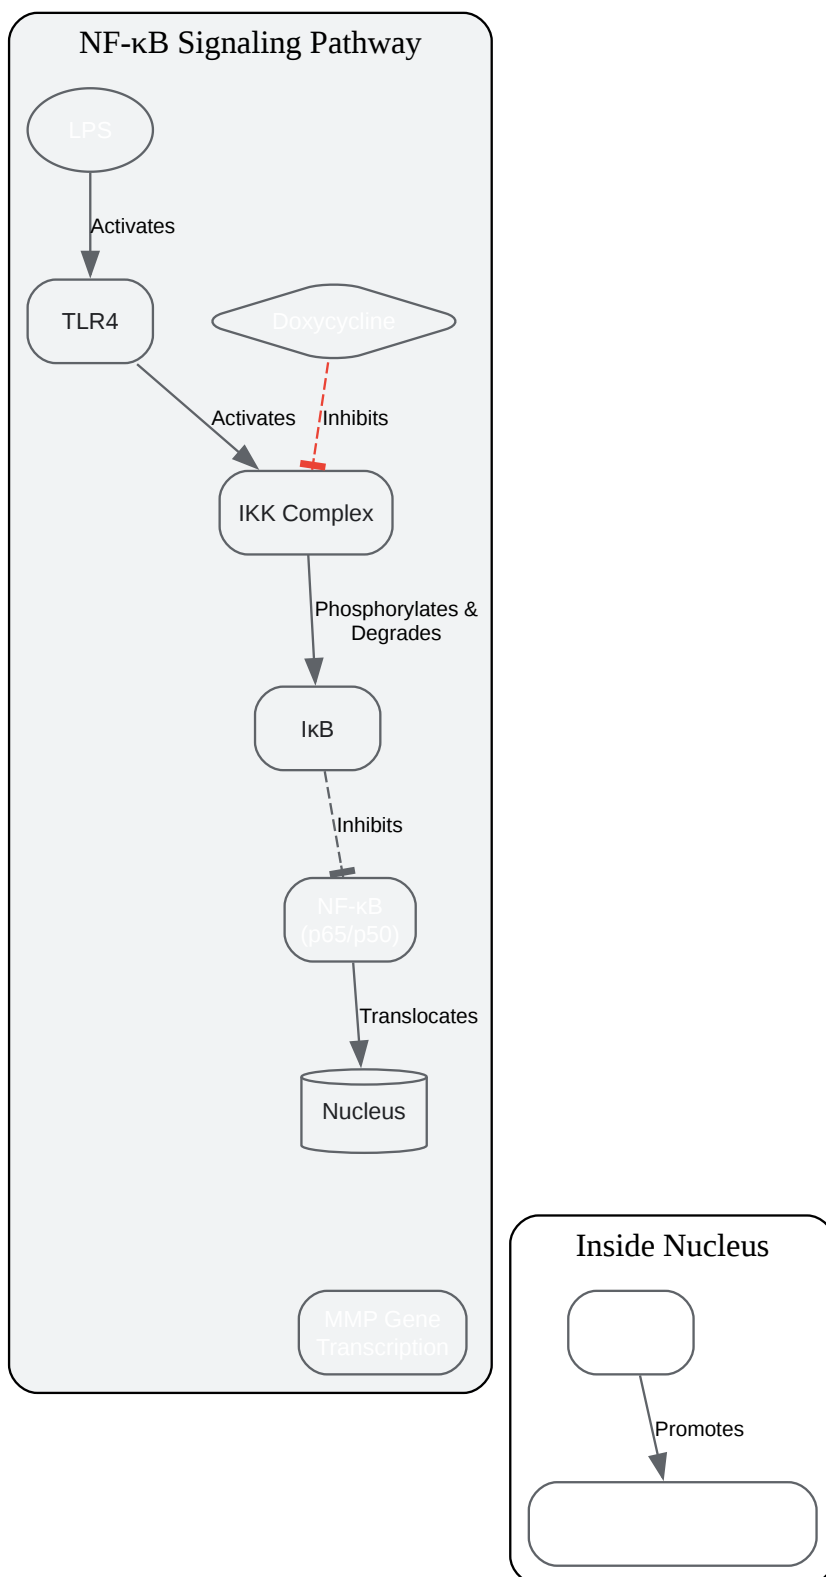 NF-κB Signaling Pathway
LPS
Activates
TLR4
Doxycycline
Activates
Inhibits
IKK Complex
Phosphorylates &
Degrades
IκB
Inhibits
NF-κB
(p65/p50)
Translocates
Nucleus
MMP Gene
Transcription
Inside Nucleus
Promotes